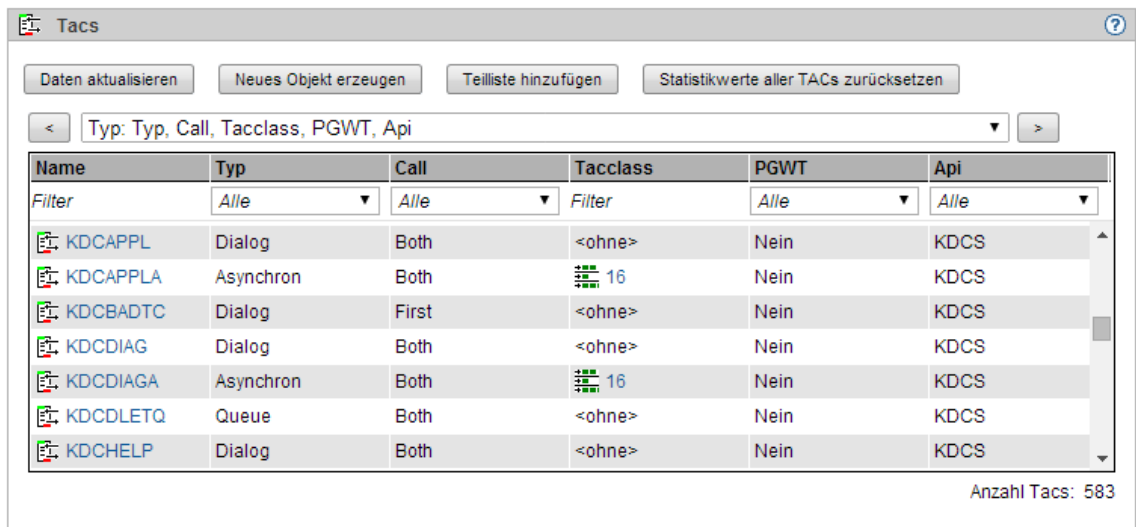 Tacs ?
Daten aktualisieren Neues Objekt erzeugen Teilliste hinzufügen Statistikwerte aller TACs zurücksetzen
< Typ: Typ, Call, Tacclass, PGWT, Api >
Name Typ Call Tacclass PGWT Api
Filter Alle Alle Filter Alle Alle
KDCAPPL Dialog Both <ohne> Nein KDCS
KDCAPPLA Asynchron Both 16 Nein KDCS
KDCBADTC Dialog First <ohne> Nein KDCS
KDCDIAG Dialog Both <ohne> Nein KDCS
KDCDIAGA Asynchron Both 16 Nein KDCS
KDCDLETQ Queue Both <ohne> Nein KDCS
KDCHELP Dialog Both <ohne> Nein KDCS
Anzahl Tacs: 583